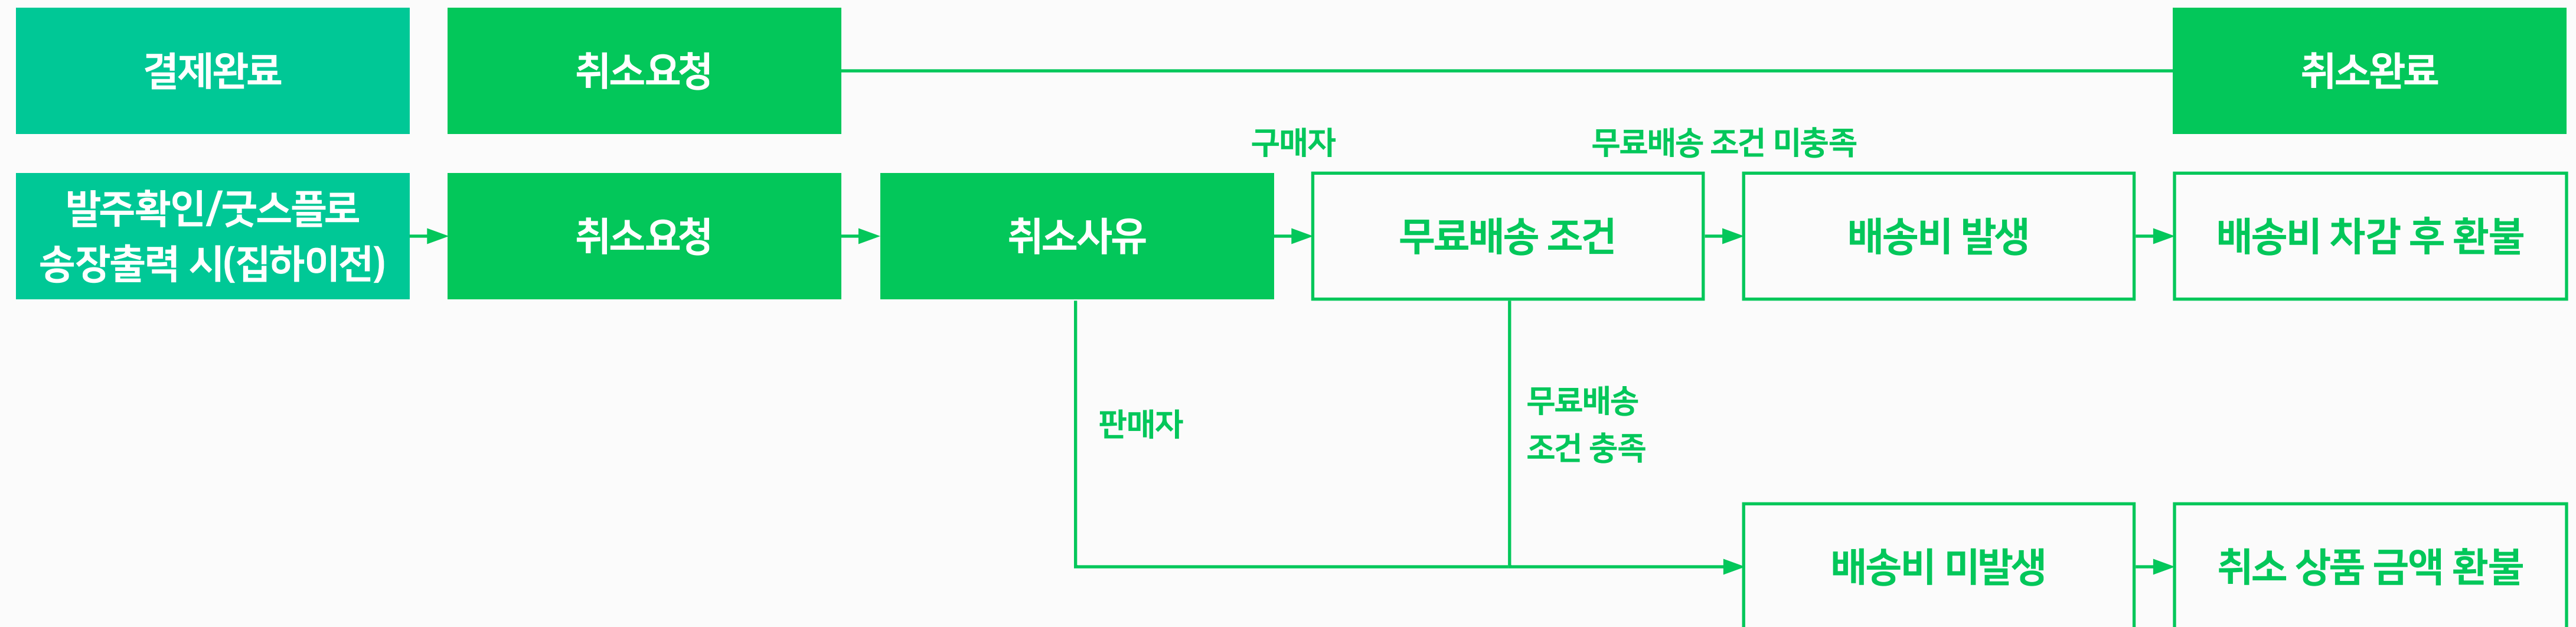 결제완료
취소요청
취소완료
구매자
무료배송 조건 미충족
발주확인/굿스플로
송장출력 시(집하이전)
취소요청
취소사유
무료배송 조건
배송비 발생
배송비 차감 후 환불
판매자
무료배송
조건 충족
배송비 미발생
취소 상품 금액 환불